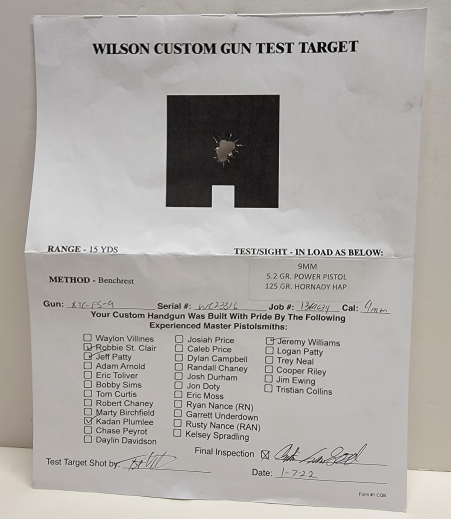 WILSON CUSTOM GUN TEST TARGET
RANGE - 15 YDS
TEST/SIGHT - IN LOAD AS BELOW:
9MM
5.2 GR. POWER PISTOL
125 GR. HORNADY HAP
METHOD - Benchrest
Gun: Serial #: WC23316 Job #: Cal: 9mm
Your Custom Handgun Was Built With Pride By The Following
Experienced Master Pistolsmiths:
Waylon Villines
Robbie St. Clair
Jeff Patty
Adam Arnold
Eric Toliver
Bobby Sims
Tom Curtis
Robert Chaney
Marty Birchfield
Kadan Plumlee
Chase Peyrot
Daylin Davidson
Josiah Price
Caleb Price
Dylan Campbell
Randall Chaney
Josh Durham
Jon Doty
Eric Moss
Ryan Nance (RN)
Garrett Underdown
Rusty Nance (RAN)
Kelsey Spradling
Jeremy Williams
Logan Patty
Trey Neal
Cooper Riley
Jim Ewing
Tristian Collins
Final Inspection
Test Target Shot by:
Date: 1-7-22
Form #1 CQB